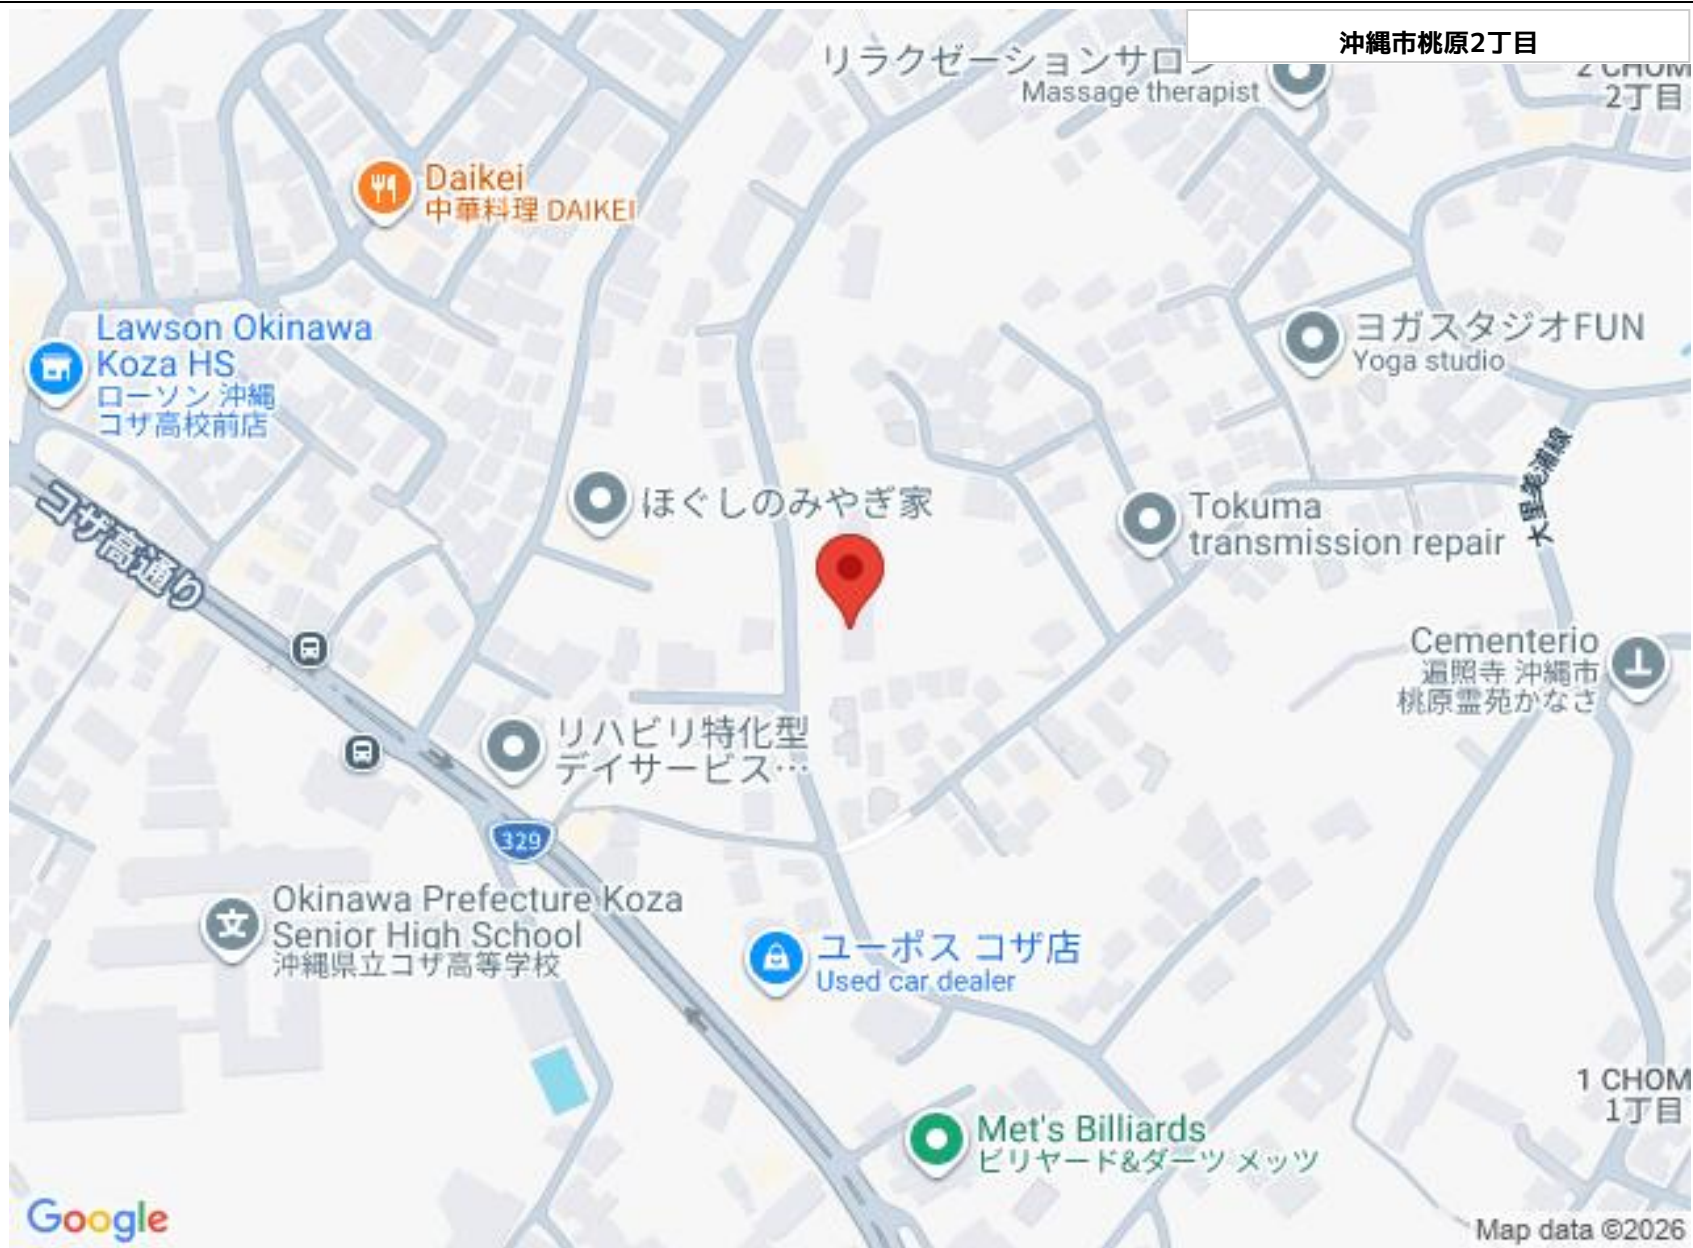 沖縄市桃原2丁目
リラクゼーションサロン
Massage therapist
2丁目
Daikei
中華料理 DAIKEI
Lawson Okinawa
Koza HS
ローソン 沖縄
コザ高校前店
ヨガスタジオFUN
Yoga studio
大里美浦線
ほぐしのみやぎ家
Tokuma
transmission repair
コザ高通り
Cementerio
遍照寺 沖縄市
桃原霊苑かなさ
リハビリ特化型
デイサービス…
329
Okinawa Prefecture Koza
Senior High School
沖縄県立コザ高等学校
文
ユーポス コザ店
Used car dealer
1 CHOM
1丁目
Met's Billiards
ビリヤード&ダーツ メッツ
Google
Map data ©2026